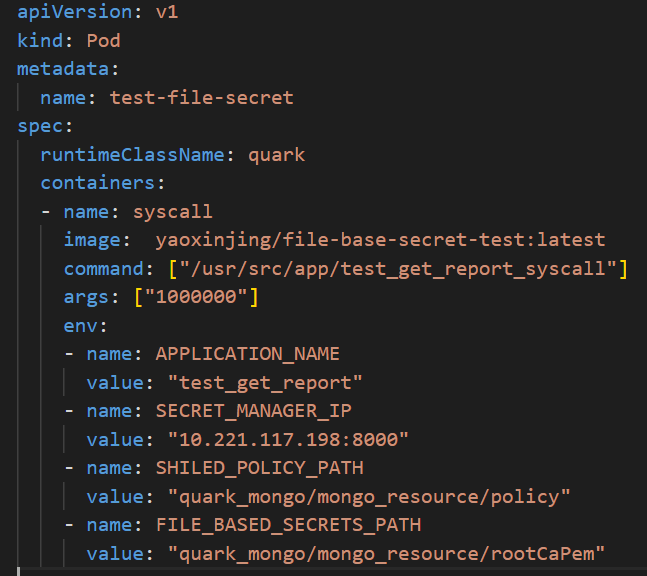 apiVersion: v1
kind: Pod
metadata:
  name: test-file-secret
spec:
  runtimeClassName: quark
  containers:
  - name: syscall
    image:  yaoxinjing/file-base-secret-test:latest
    command: ["/usr/src/app/test_get_report_syscall"]
    args: ["1000000"]
    env:
    - name: APPLICATION_NAME
      value: "test_get_report"
    - name: SECRET_MANAGER_IP
      value: "10.221.117.198:8000"
    - name: SHILED_POLICY_PATH
      value: "quark_mongo/mongo_resource/policy"
    - name: FILE_BASED_SECRETS_PATH
      value: "quark_mongo/mongo_resource/rootCaPem"